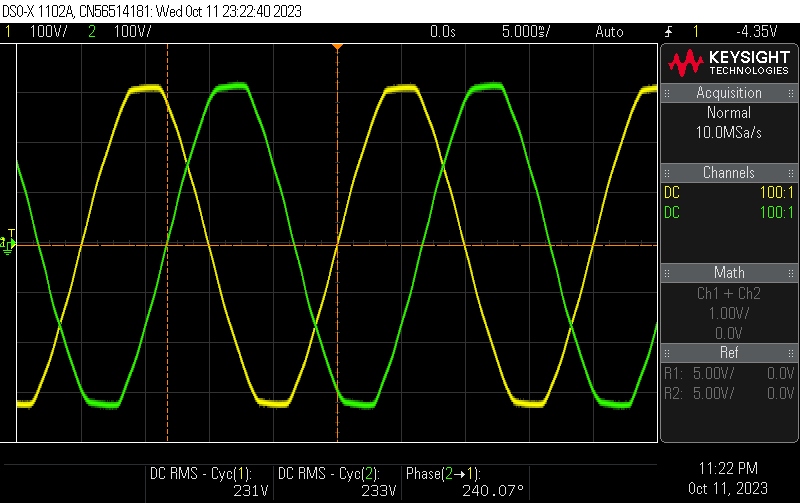 DSO-X 1102A, CN56514181: Wed Oct 11 23:22:40 2023
1 100V/ 2 100V/ 0.0s 5.000ms/ Auto 1 -4.35V
KEYSIGHT
TECHNOLOGIES
Acquisition
Normal
10.0MSa/s
Channels
DC 100:1
DC 100:1
Math
Ch1 + Ch2
1.00V/
0.0V
Ref
R1: 5.00V/ 0.0V
R2: 5.00V/ 0.0V
T
2
DC RMS - Cyc(1): DC RMS - Cyc(2): Phase(2→1):
231V 233V 240.07°
11:22 PM
Oct 11, 2023